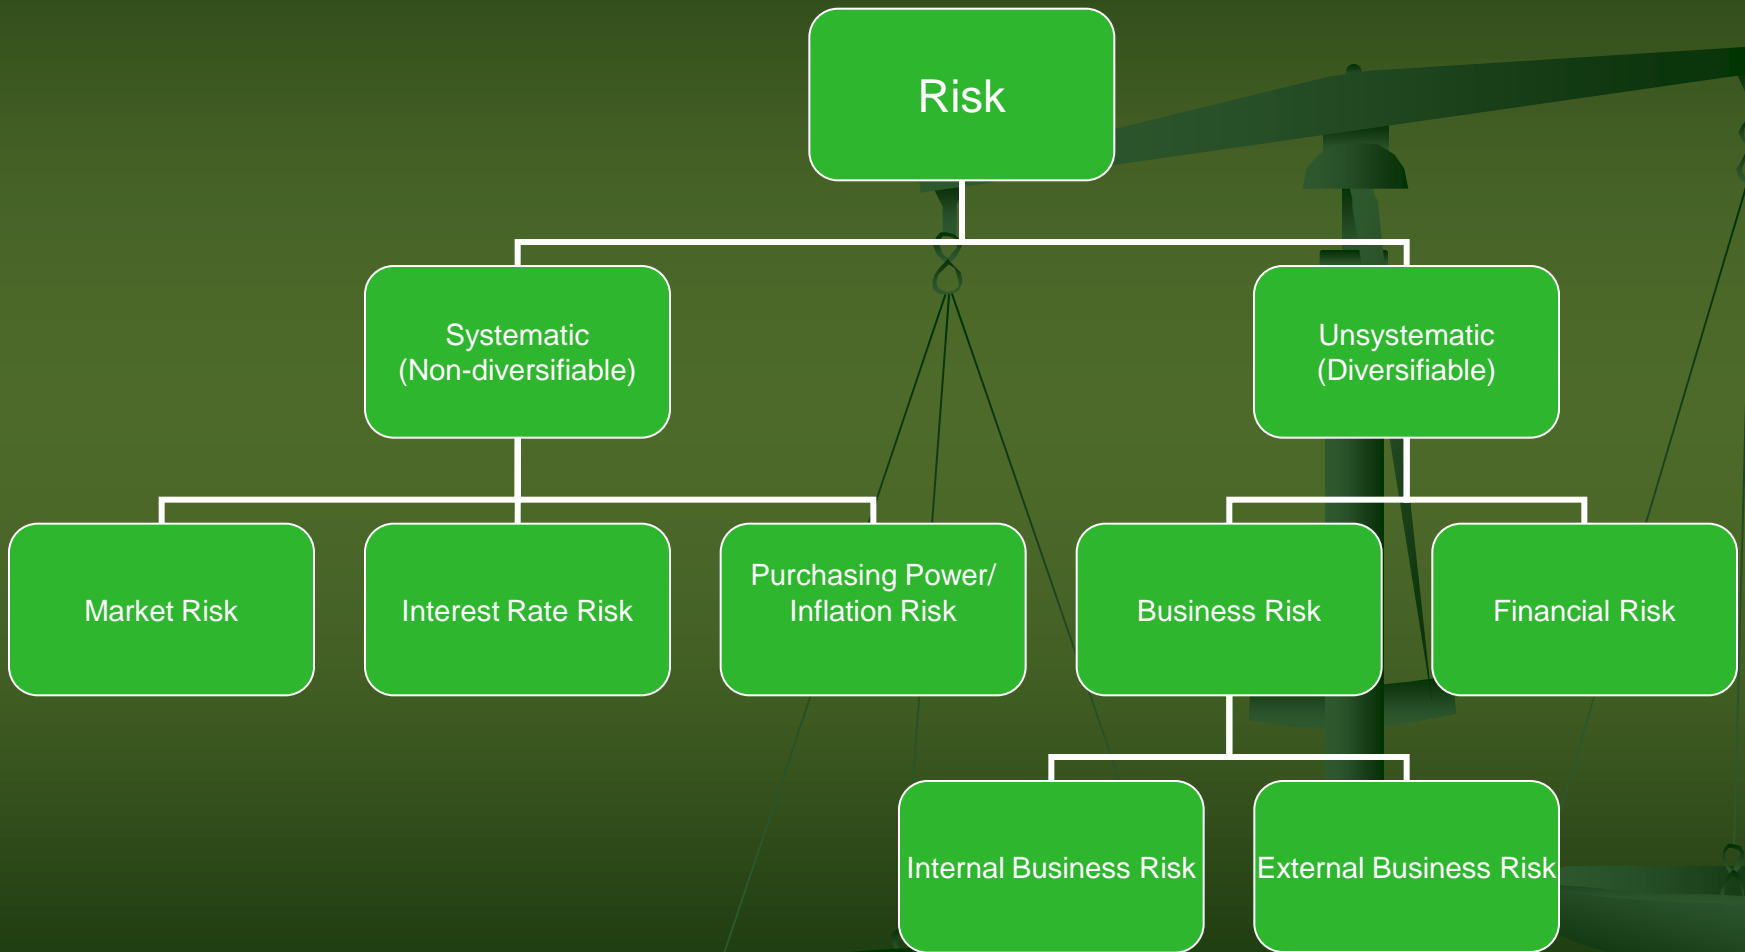 Risk
Systematic
(Non-diversifiable)
Unsystematic
(Diversifiable)
Market Risk
Interest Rate Risk
Purchasing Power/
Inflation Risk
Business Risk
Financial Risk
Internal Business Risk
External Business Risk